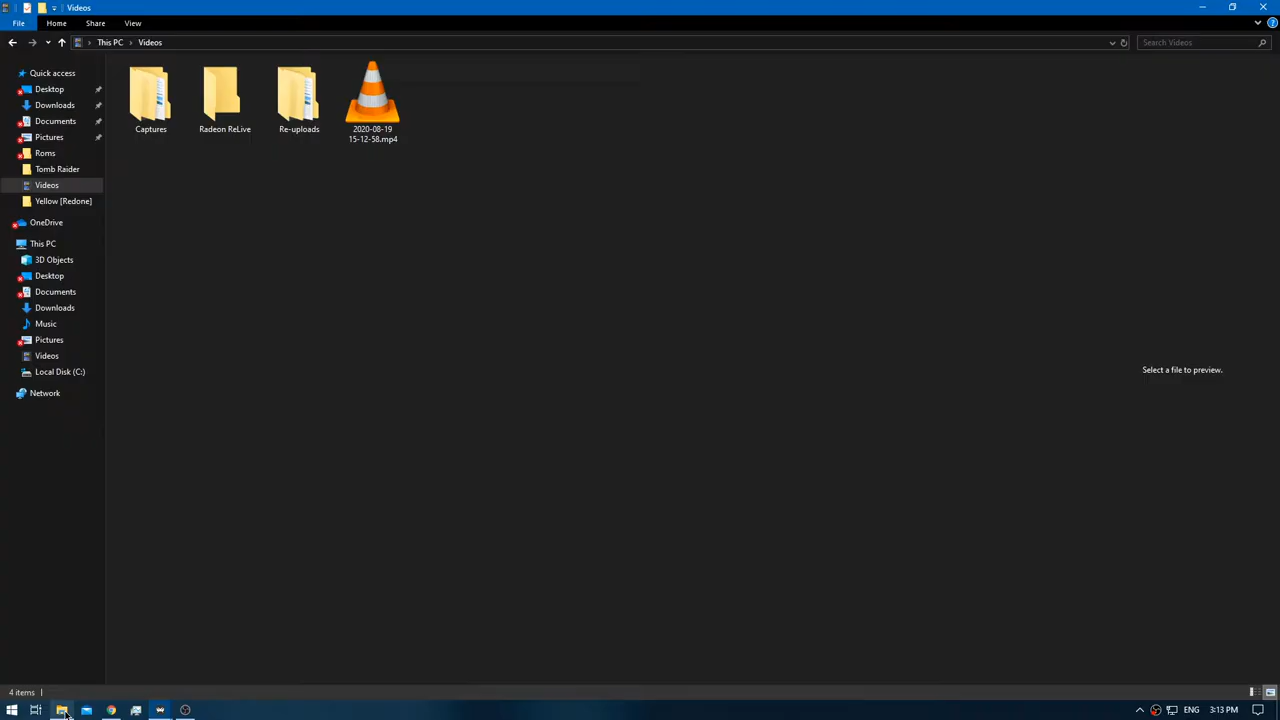 Videos
File Home Share View
This PC Videos
Search Videos
Quick access
Desktop
Downloads
Documents
Pictures
Roms
Tomb Raider
Videos
Yellow [Redone]
OneDrive
This PC
3D Objects
Desktop
Documents
Downloads
Music
Pictures
Videos
Local Disk (C:)
Network
Captures
Radeon ReLive
Re-uploads
2020-08-19
15-12-58.mp4
Select a file to preview.
4 items
ENG 3:13 PM